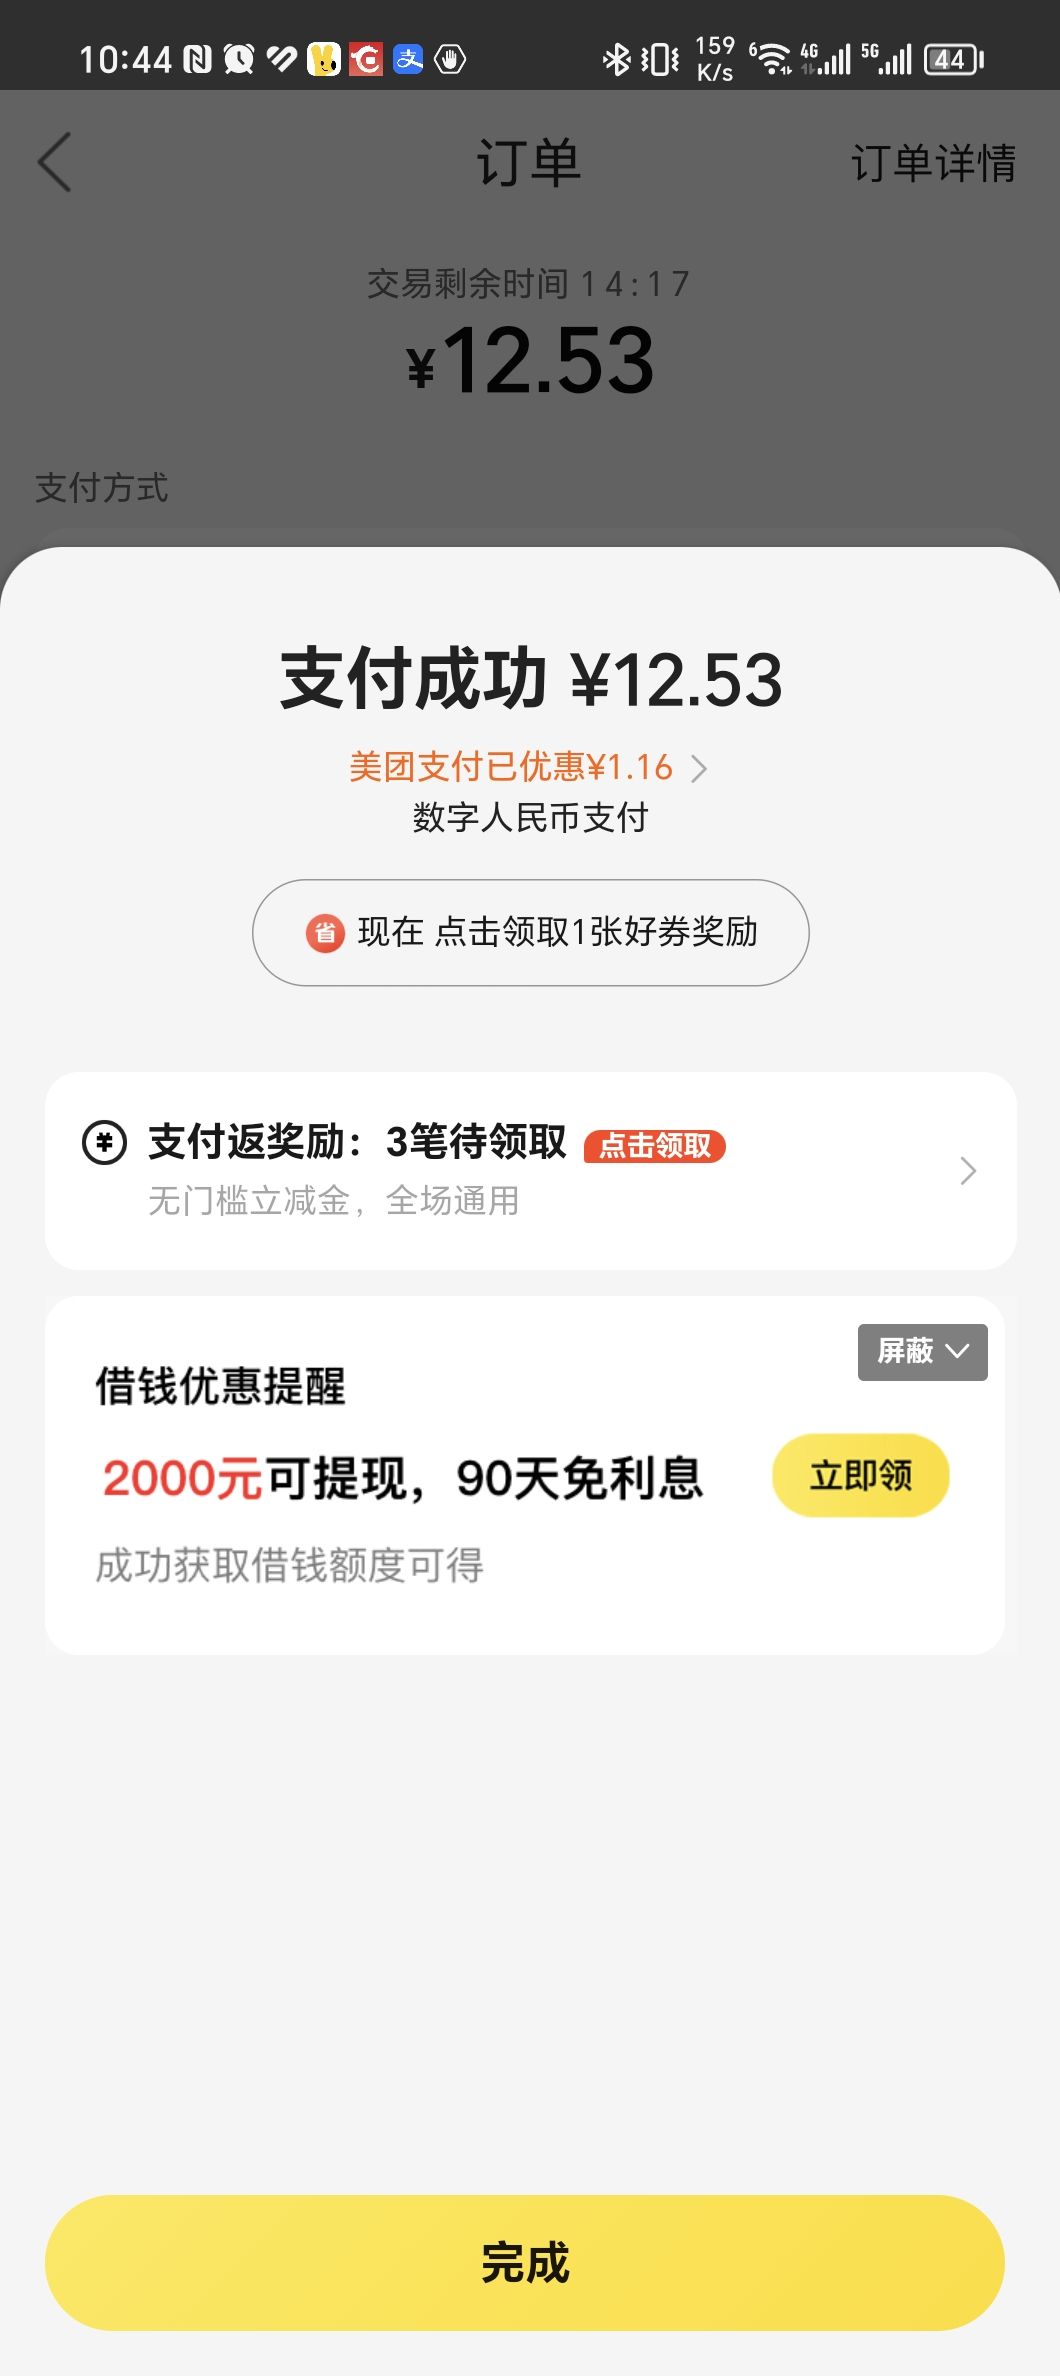 10:44
159
K/s
6
4G
5G
44
订单
订单详情
交易剩余时间 14:17
¥12.53
支付方式
支付成功 ¥12.53
美团支付已优惠¥1.16
数字人民币支付
省 现在 点击领取1张好券奖励
支付返奖励：3笔待领取 点击领取
无门槛立减金，全场通用
屏蔽
借钱优惠提醒
2000元可提现，90天免利息
立即领
成功获取借钱额度可得
完成